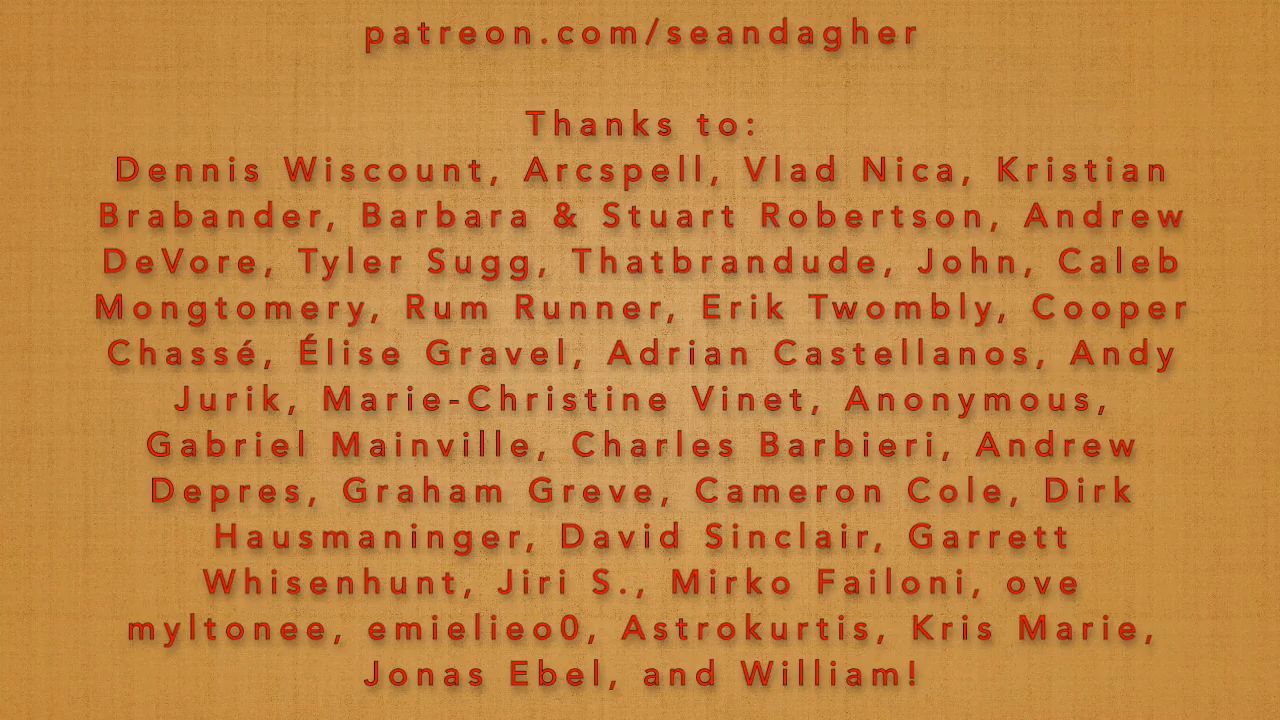 patreon.com/seandagher
Thanks to:
Dennis Wiscount, Arcspell, Vlad Nica, Kristian
Brabander, Barbara & Stuart Robertson, Andrew
DeVore, Tyler Sugg, Thatbrandude, John, Caleb
Mongtomery, Rum Runner, Erik Twombly, Cooper
Chassé, Élise Gravel, Adrian Castellanos, Andy
Jurik, Marie-Christine Vinet, Anonymous,
Gabriel Mainville, Charles Barbieri, Andrew
Depres, Graham Greve, Cameron Cole, Dirk
Hausmaninger, David Sinclair, Garrett
Whisenhunt, Jiri S., Mirko Failoni, ove
myltonee, emielieo0, Astrokurtis, Kris Marie,
Jonas Ebel, and William!